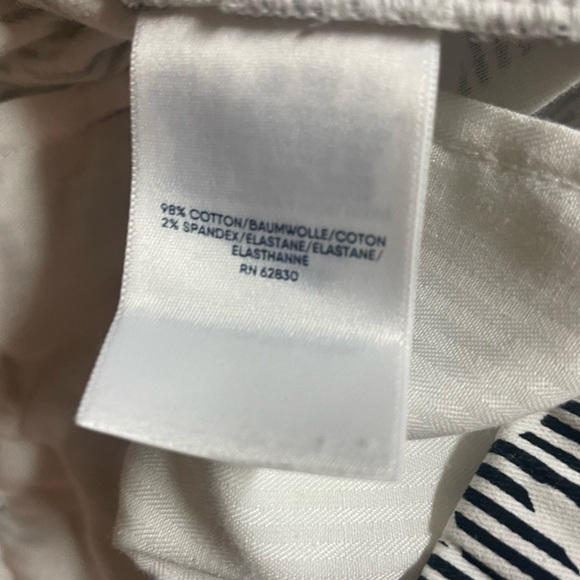 98% COTTON/BAUMWOLLE/COTON
2% SPANDEX/ELASTANE/ELASTANE/
ELASTHANNE
RN 62830